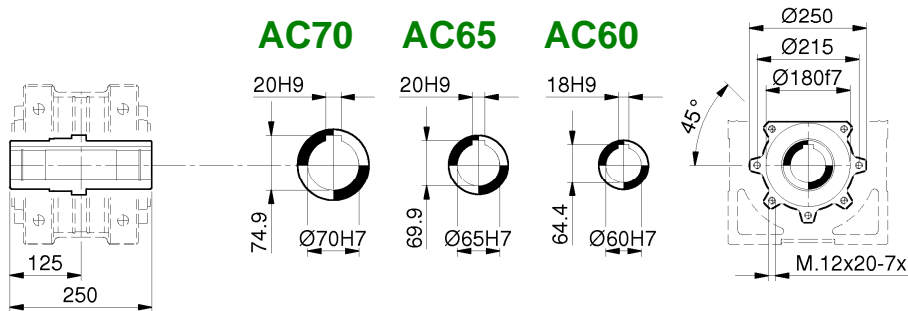 AC70 AC65 AC60
Ø250
Ø215
20H9 20H9 18H9 Ø180f7
45°
74.9 69.9 64.4
Ø70H7 Ø65H7 Ø60H7
125 M.12x20-7x
250